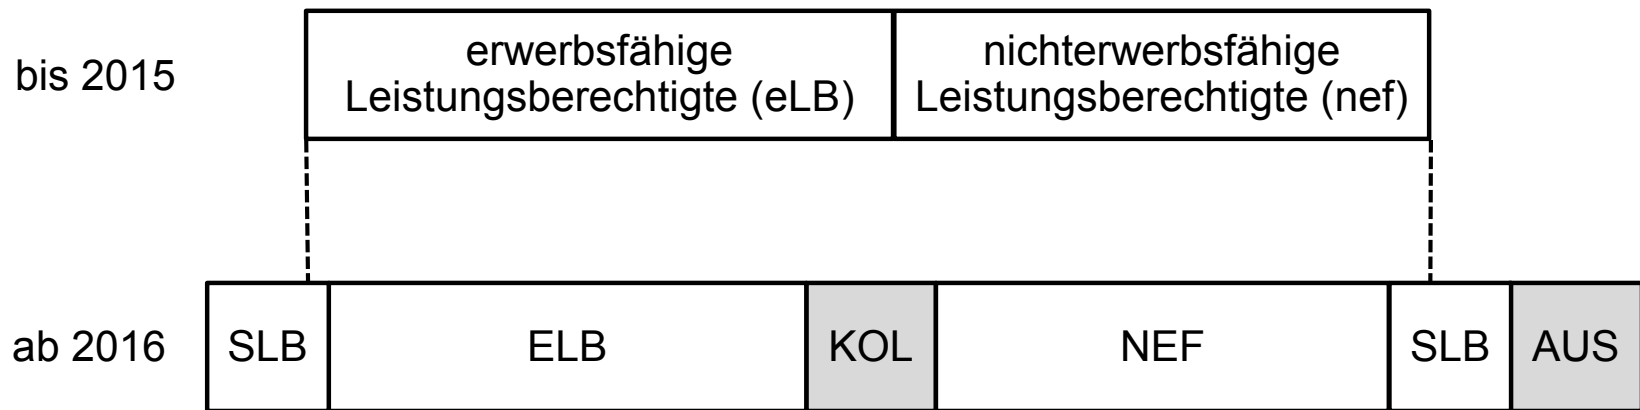 bis 2015
erwerbsfähige
Leistungsberechtigte (eLB)
nichterwerbsfähige
Leistungsberechtigte (nef)
ab 2016
SLB
ELB
KOL
NEF
SLB
AUS